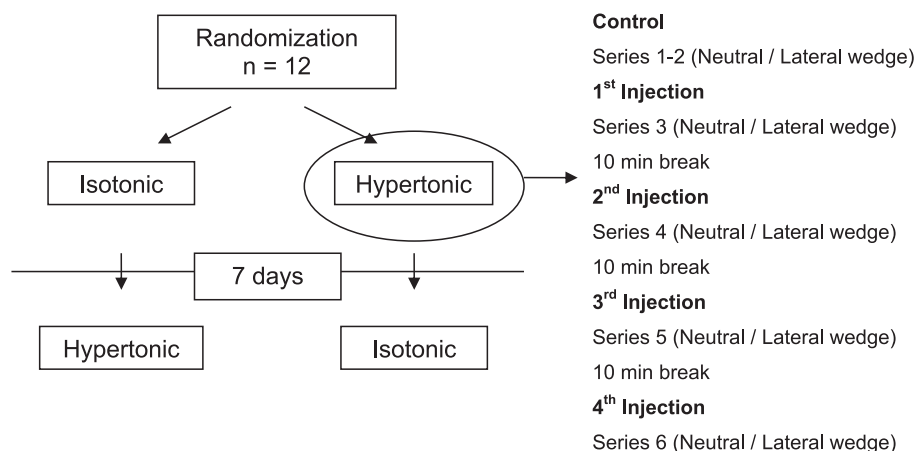 Randomization
n = 12
Isotonic
Hypertonic
7 days
Hypertonic
Isotonic
Control
Series 1-2 (Neutral / Lateral wedge)
1st Injection
Series 3 (Neutral / Lateral wedge)
10 min break
2nd Injection
Series 4 (Neutral / Lateral wedge)
10 min break
3rd Injection
Series 5 (Neutral / Lateral wedge)
10 min break
4th Injection
Series 6 (Neutral / Lateral wedge)